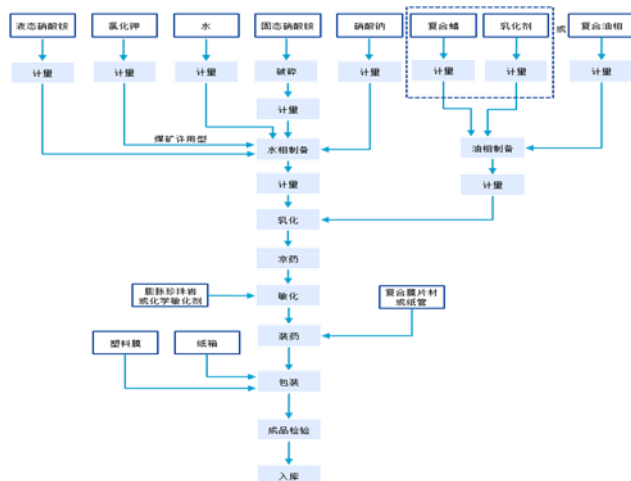 液态硝酸铵
氯化钾
水
固态硝酸铵
硝酸钠
复合蜡
乳化剂
或
复合油相
计量
计量
计量
破碎
计量
计量
计量
计量
计量
煤矿许用型
水相制备
油相制备
计量
计量
乳化
凉药
膨胀珍珠岩
或化学敏化剂
敏化
复合膜片材
或纸管
塑料膜
纸箱
装药
包装
成品检验
入库